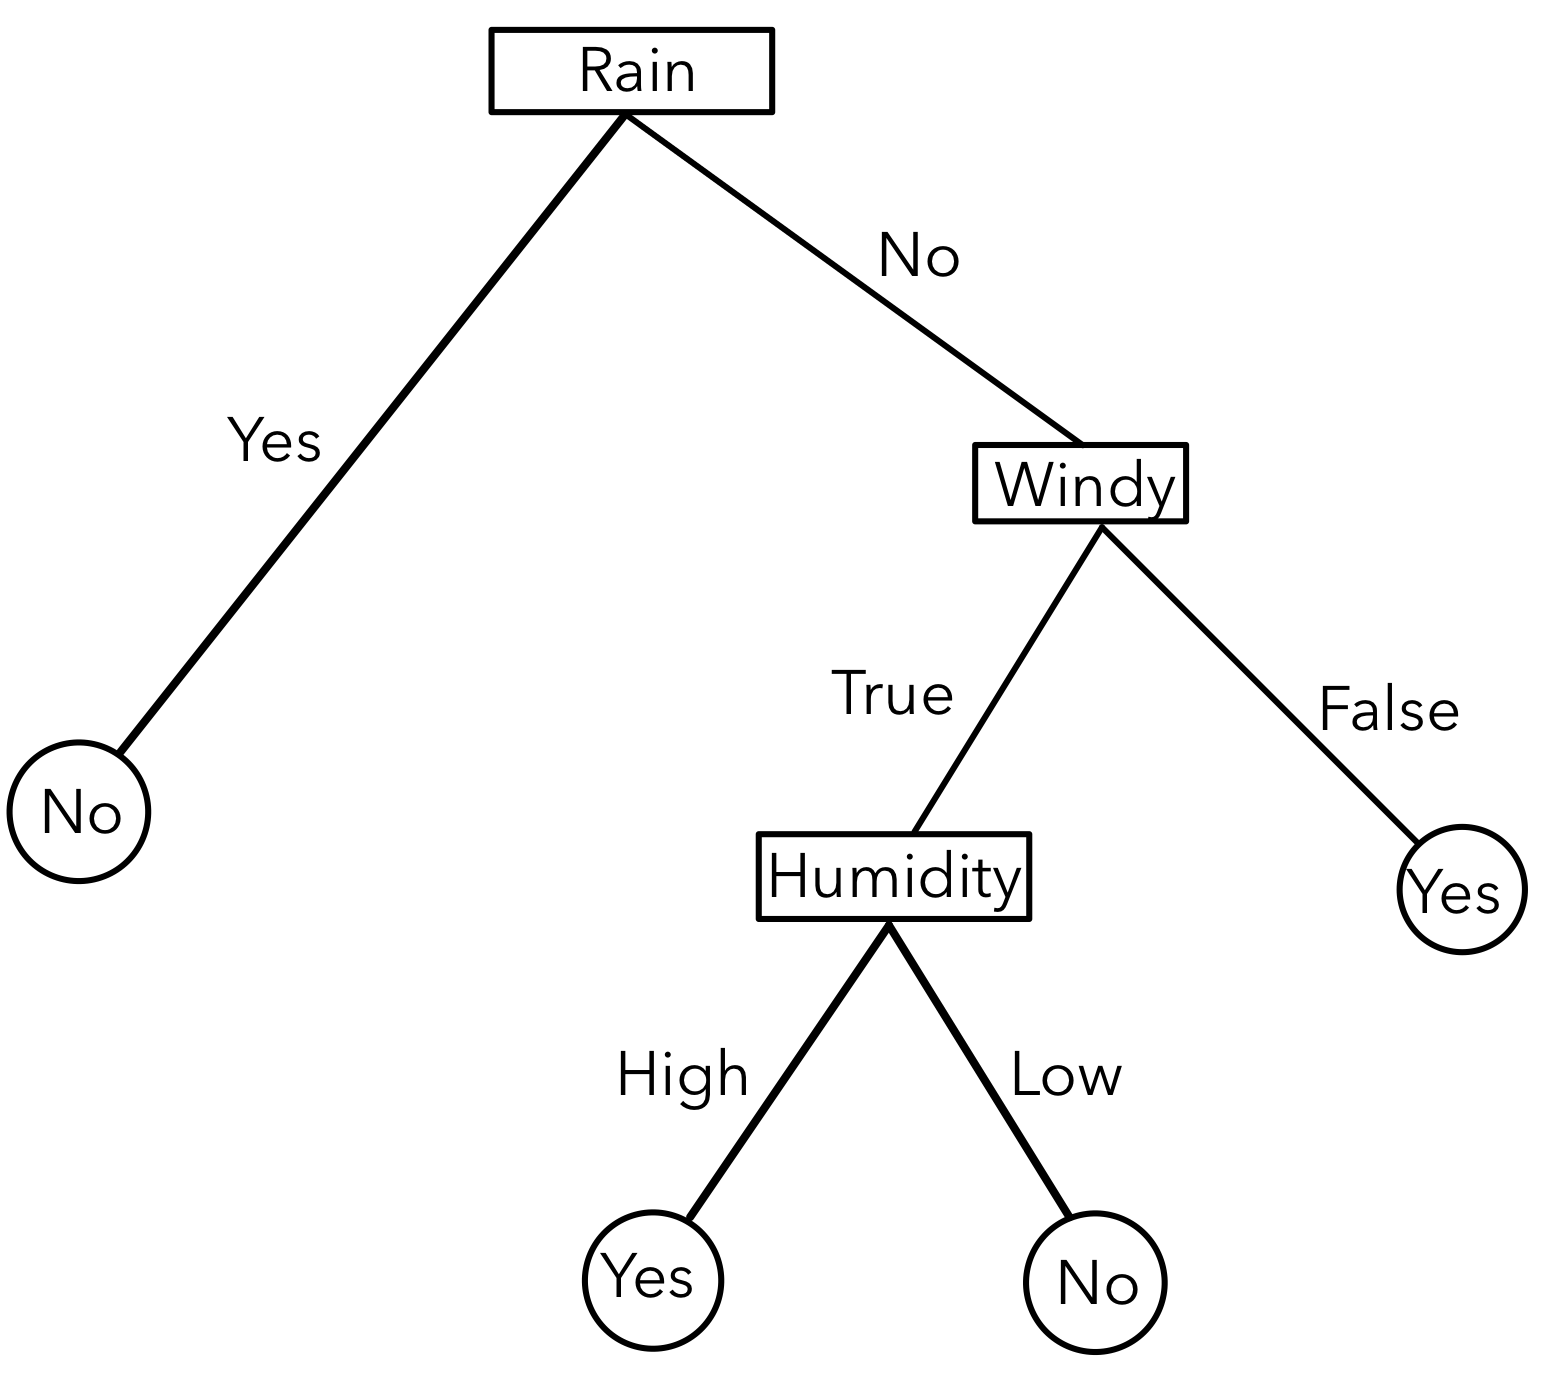 Rain
No
Yes
Windy
True
False
No
Humidity
Yes
High
Low
Yes
No